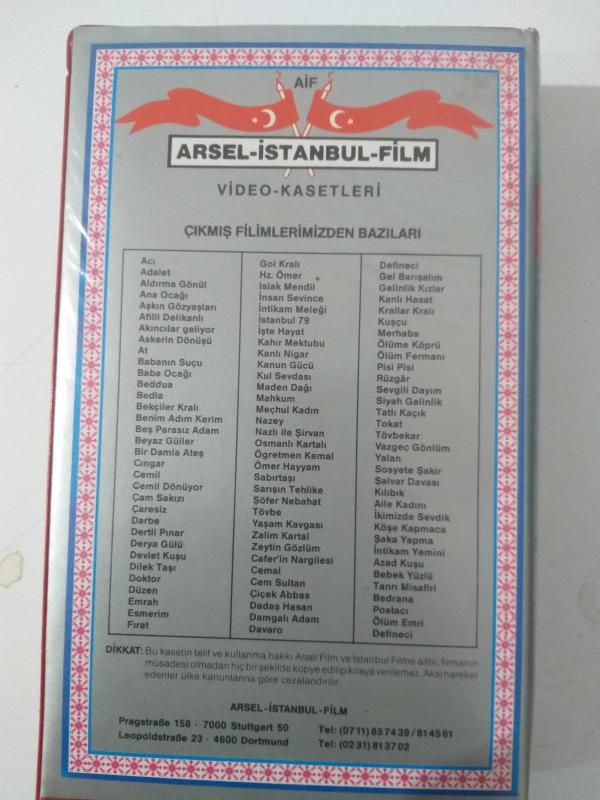 AİF
ARSEL-İSTANBUL-FİLM
VİDEO-KASETLERİ
ÇIKMIŞ FİLİMLERİMİZDEN BAZILARI
Acı
Adalet
Aldırma Gönül
Ana Ocağı
Aşkın Gözyaşları
Afilli Delikanlı
Akıncılar geliyor
Askerin Dönüşü
At
Babanın Suçu
Baba Ocağı
Beddua
Bedla
Bekçiler Kralı
Benim Adım Kerim
Beş Parasız Adam
Beyaz Güller
Bir Damla Ateş
Cıngar
Cemil
Cemil Dönüyor
Çam Sakızı
Çaresiz
Darbe
Dertli Pınar
Derya Gülü
Devlet Kuşu
Dilek Taşı
Doktor
Düzen
Emrah
Esmerim
Fırat
Gol Kralı
Hz. Ömer
Islak Mendil
İnsan Sevince
İntikam Meleği
İstanbul 79
İşte Hayat
Kahır Mektubu
Kanlı Nigar
Kanun Gücü
Kul Sevdası
Maden Dağı
Mahkum
Meçhul Kadın
Nazey
Nazlı ile Şirvan
Osmanlı Kartalı
Ögretmen Kemal
Ömer Hayyam
Sabırtaşı
Sarışın Tehlike
Şöfer Nebahat
Tövbe
Yaşam Kavgası
Zalim Kartal
Zeytin Gözlüm
Cafer'in Nargilesi
Cemal
Cem Sultan
Çiçek Abbas
Dadaş Hasan
Damgalı Adam
Davaro
Defineci
Gel Barışalım
Gelinlik Kızlar
Kanlı Hasat
Krallar Kralı
Kuşçu
Merhaba
Ölüme Köprü
Ölüm Fermanı
Pisi Pisi
Rüzgâr
Sevgili Dayım
Siyah Gelinlik
Tatlı Kaçık
Tokat
Tövbekar
Vazgeç Gönlüm
Yalan
Sosyete Şakir
Şalvar Davası
Kılıbık
Aile Kadını
İkimizde Sevdik
Köşe Kapmaca
Şaka Yapma
İntikam Yemini
Azad Kuşu
Bebek Yüzlü
Tanrı Misafiri
Bedrana
Postacı
Ölüm Emri
Defineci
DİKKAT: Bu kasetin telif ve kullanma hakkı Arsel Film ve İstanbul Filme aittir, firmanın
müsadesi olmadan hiç bir şekilde kopye edilip kiraya verilemez. Aksi hareket
edenler ülke kanunlarına göre cezalandırılır.
ARSEL-İSTANBUL-FİLM
Pragstraße 158 · 7000 Stuttgart 50 Tel: (0711) 857439/814561
Leopoldstraße 23 · 4600 Dortmund Tel: (0231) 813702